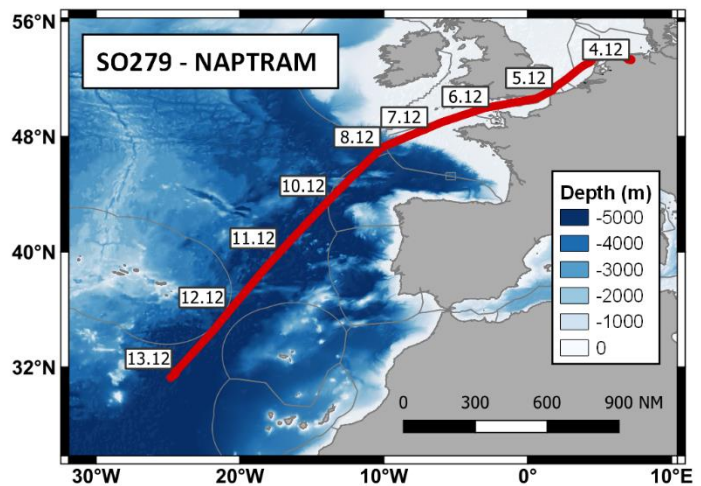 56°N
SO279 - NAPTRAM
4.12
5.12
6.12
7.12
48°N
8.12
10.12
Depth (m)
-5000
11.12
-4000
40°N
-3000
12.12
-2000
-1000
13.12
0
32°N
0 300 600 900 NM
30°W 20°W 10°W 0° 10°E